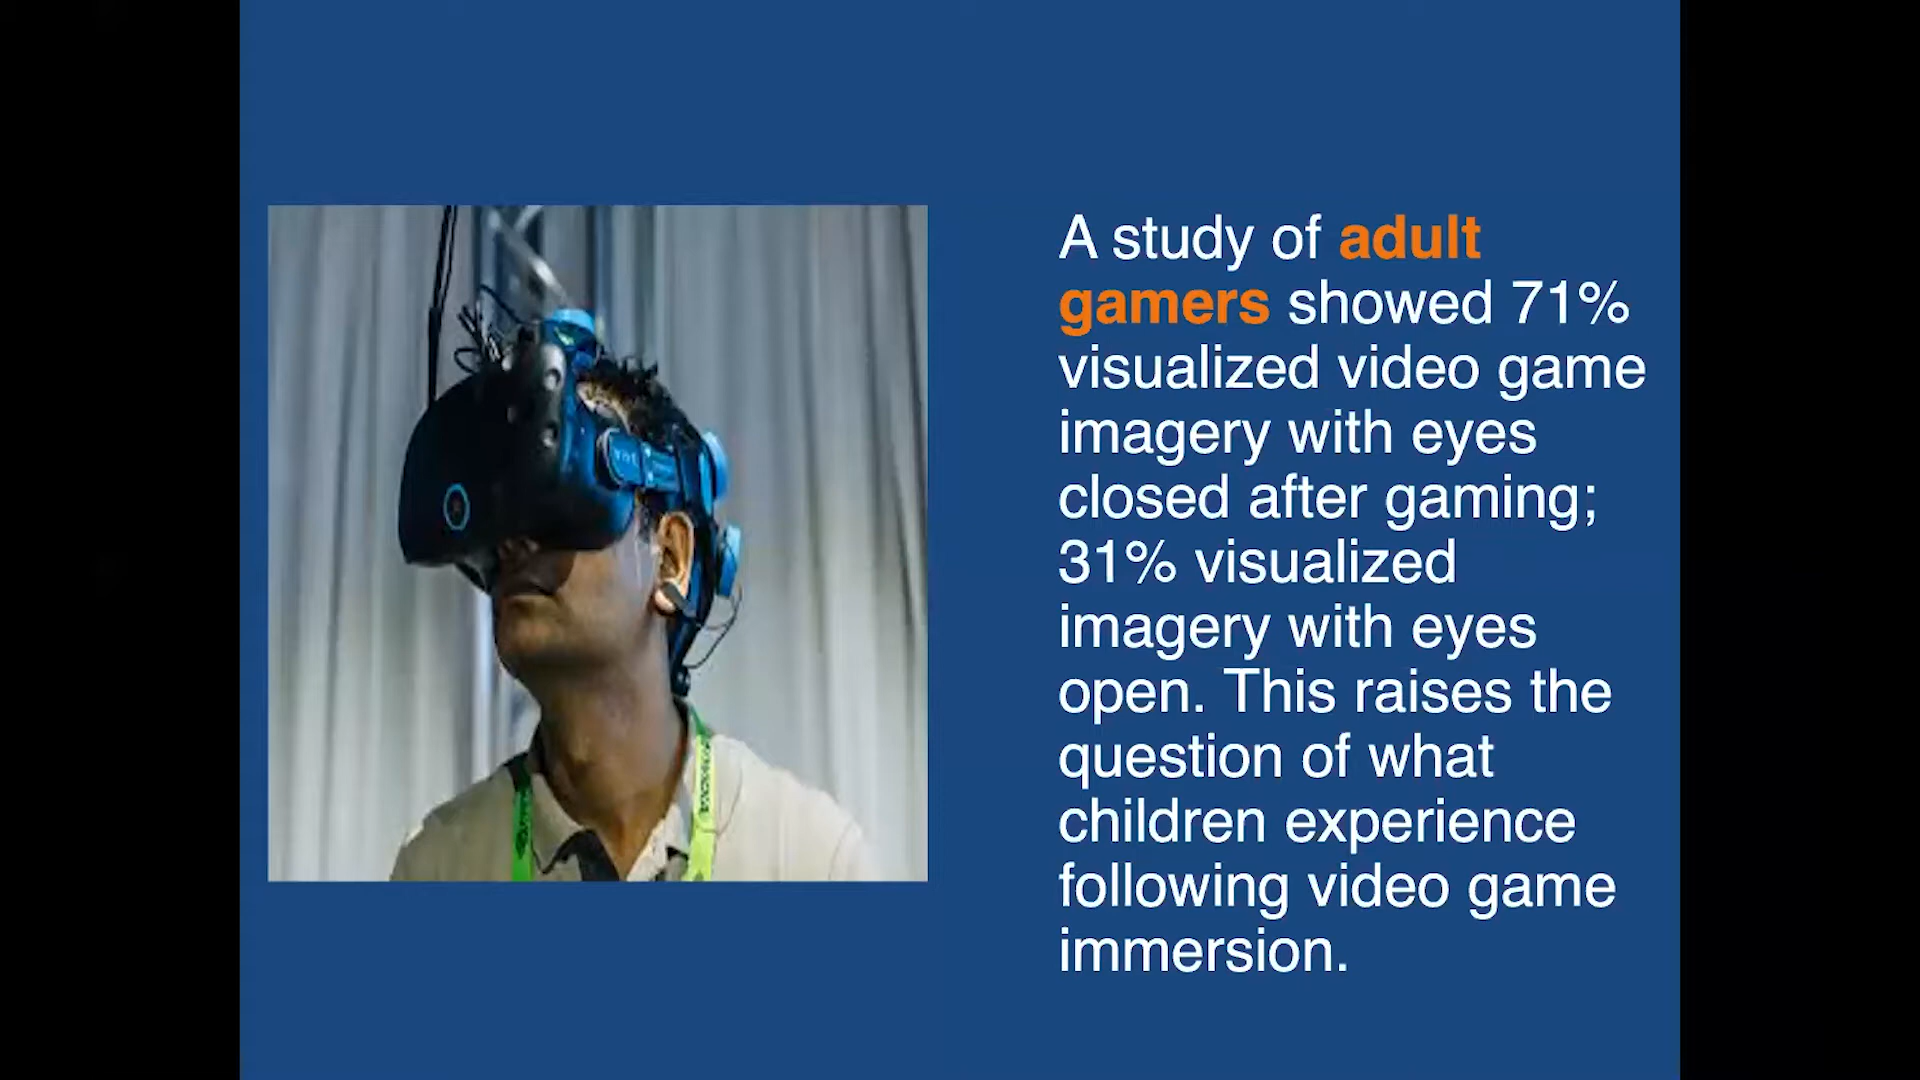 A study of adult
gamers showed 71%
visualized video game
imagery with eyes
closed after gaming;
31% visualized
imagery with eyes
open. This raises the
question of what
children experience
following video game
immersion.